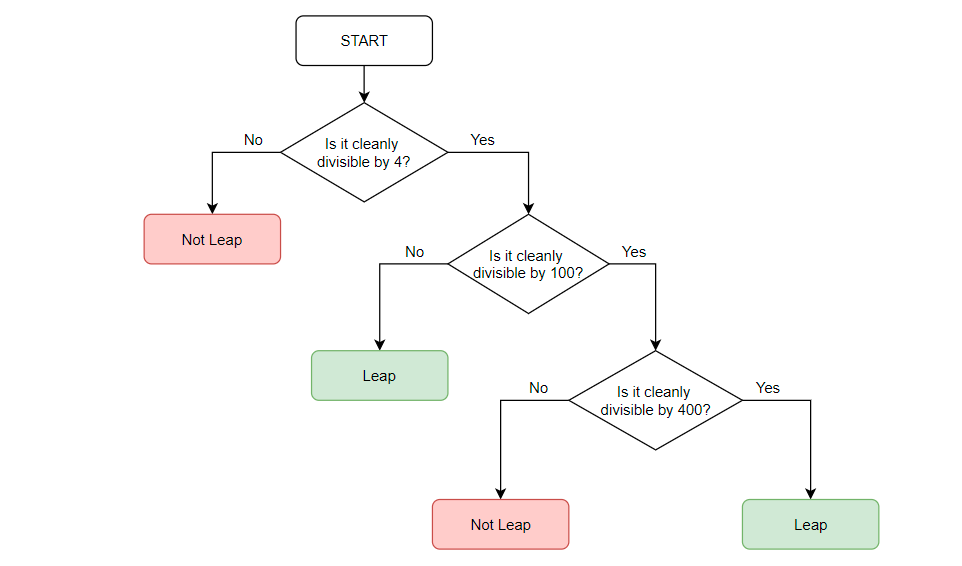 START
No
Is it cleanly
divisible by 4?
Yes
Not Leap
No
Is it cleanly
divisible by 100?
Yes
Leap
No
Is it cleanly
divisible by 400?
Yes
Not Leap
Leap